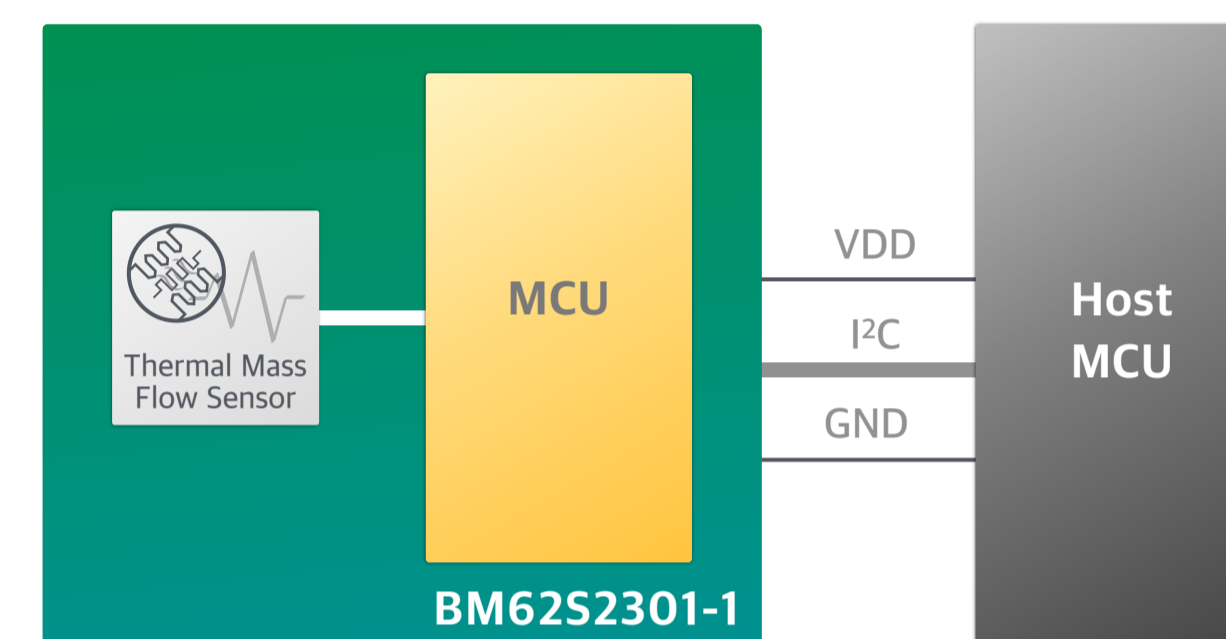 VDD
MCU
I²C
Host
MCU
Thermal Mass
Flow Sensor
GND
BM62S2301-1